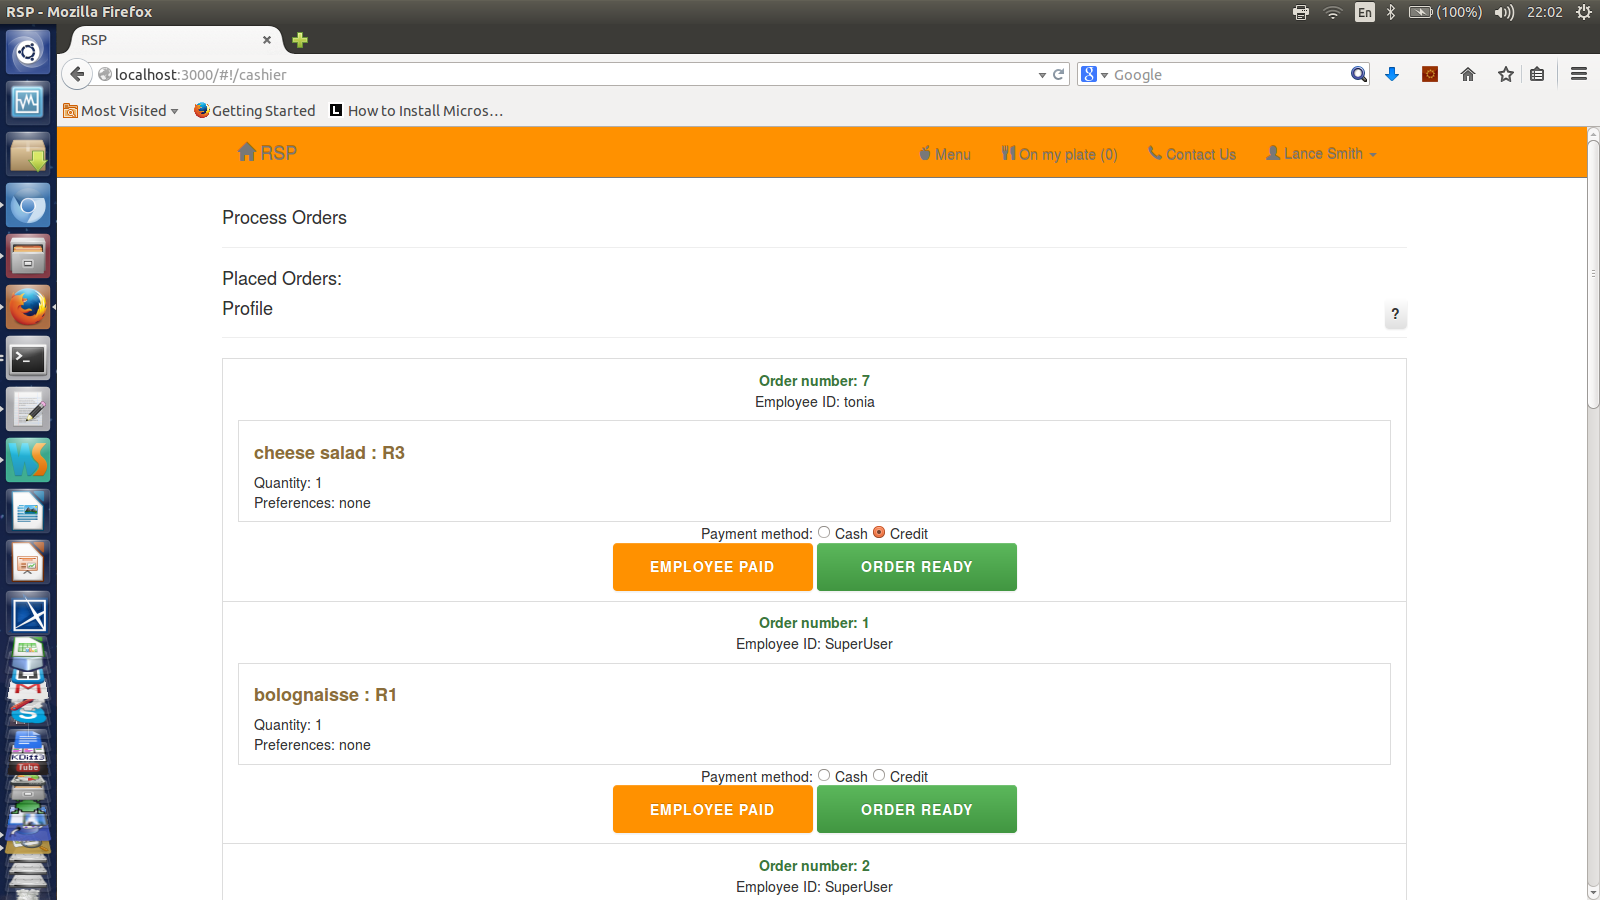 RSP - Mozilla Firefox
En
(100%)
22:02
RSP
localhost:3000/#!/cashier
Google
Most Visited
Getting Started
How to Install Micros...
RSP
Menu
On my plate (0)
Contact Us
Lance Smith
Process Orders
Placed Orders:
Profile
?
Order number: 7
Employee ID: tonia
cheese salad : R3
Quantity: 1
Preferences: none
Payment method: Cash Credit
EMPLOYEE PAID ORDER READY
Order number: 1
Employee ID: SuperUser
bolognaisse : R1
Quantity: 1
Preferences: none
Payment method: Cash Credit
EMPLOYEE PAID ORDER READY
Order number: 2
Employee ID: SuperUser
KDiff3
Tube